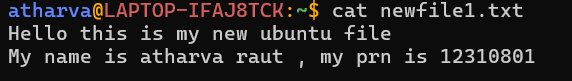 atharva@LAPTOP-IFAJ8TCK:~$ cat newfile1.txt
Hello this is my new ubuntu file
My name is atharva raut , my prn is 12310801